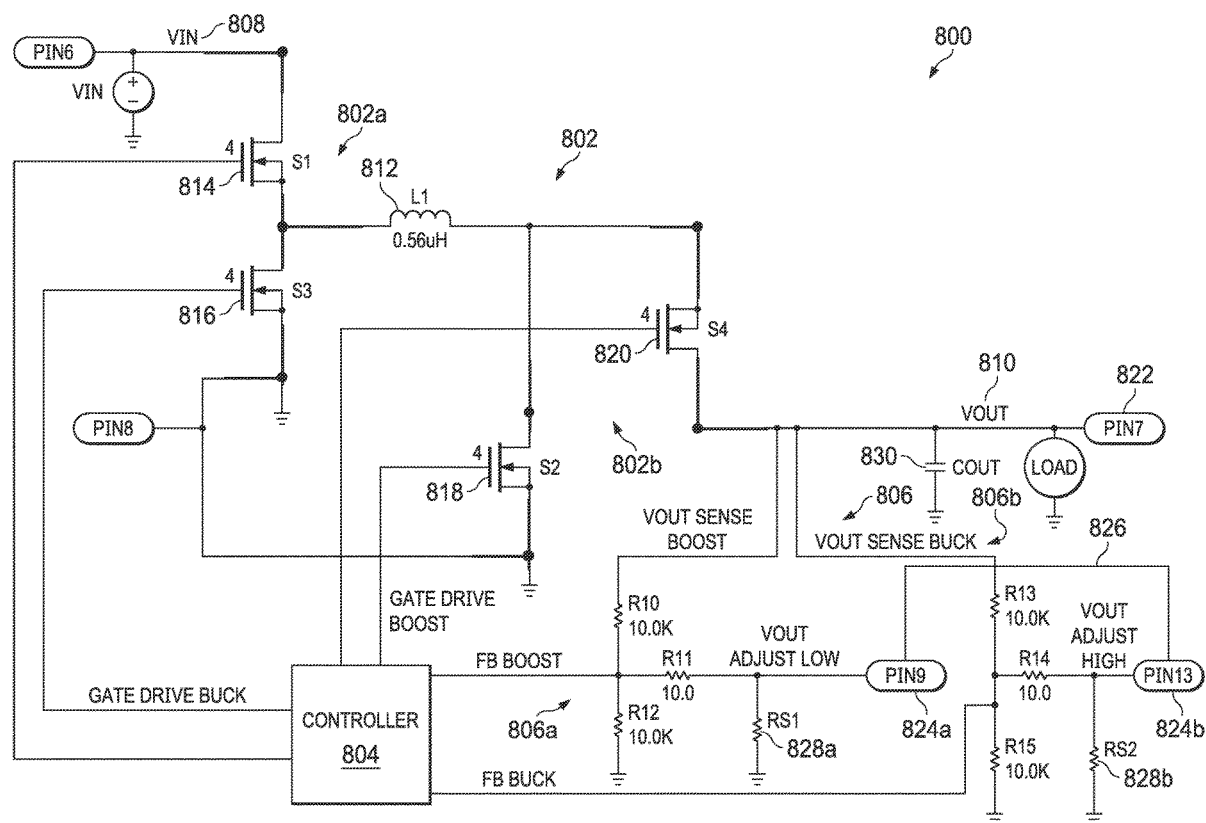 808
VIN
PIN6
800
VIN
+
−
802a
802
4
S1
812
814
L1
0.56uH
4
S3
816
4
S4
820
810
822
VOUT
PIN7
PIN8
802b
830
COUT
LOAD
4
S2
818
806
806b
VOUT SENSE
BOOST
VOUT SENSE BUCK
826
GATE DRIVE
BOOST
R10
10.0K
R13
10.0K
VOUT
ADJUST LOW
VOUT
ADJUST
HIGH
FB BOOST
R11
10.0
PIN9
R14
10.0
PIN13
GATE DRIVE BUCK
CONTROLLER
804
806a
R12
10.0K
RS1
828a
824a
824b
R15
10.0K
RS2
828b
FB BUCK